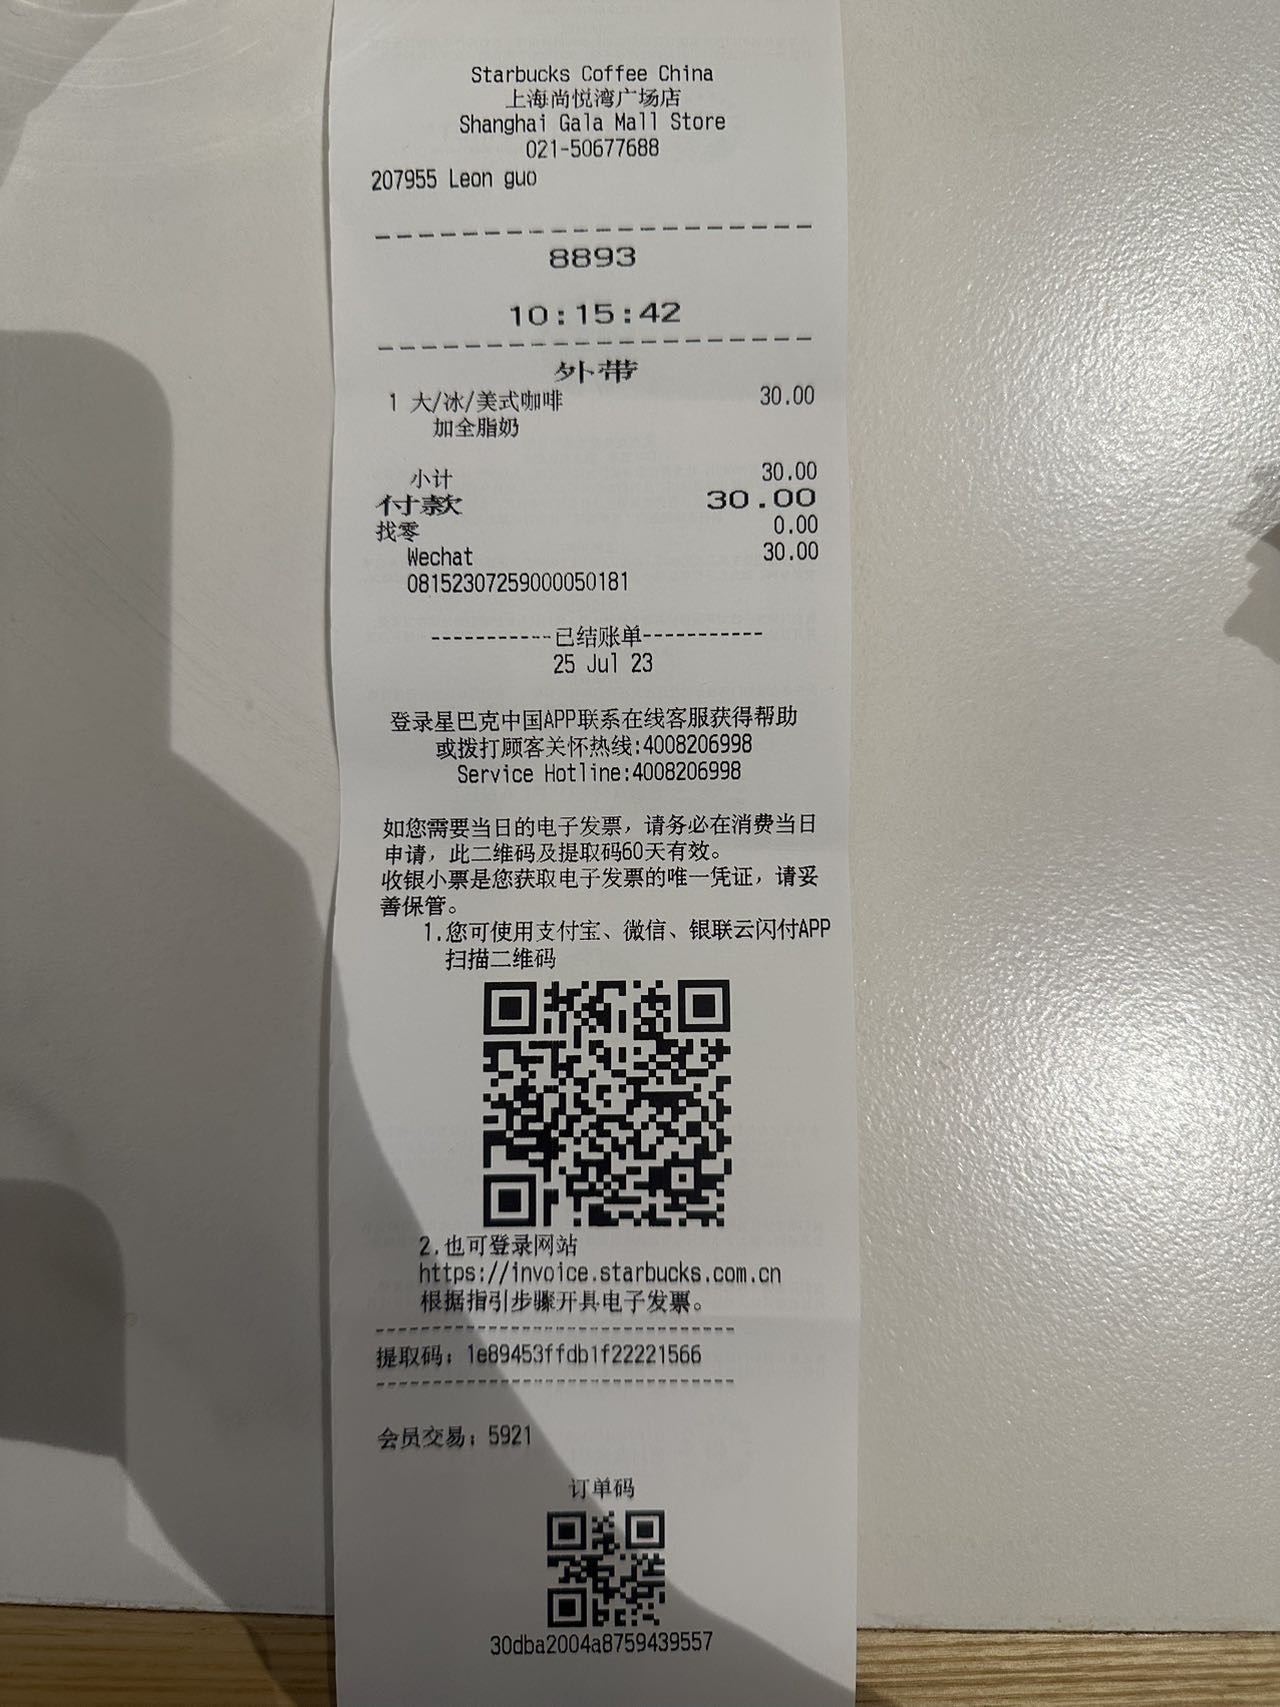 Starbucks Coffee China
上海尚悦湾广场店
Shanghai Gala Mall Store
021-50677688
207955 Leon guo
--------------------
8893
10:15:42
--------------------
外带
1 大/冰/美式咖啡 30.00
加全脂奶
小计 30.00
付款 30.00
找零 0.00
Wechat 30.00
08152307259000050181
-----------已结账单-----------
25 Jul 23
登录星巴克中国APP联系在线客服获得帮助
或拨打顾客关怀热线:4008206998
Service Hotline:4008206998
如您需要当日的电子发票，请务必在消费当日
申请，此二维码及提取码60天有效。
收银小票是您获取电子发票的唯一凭证，请妥
善保管。
1.您可使用支付宝、微信、银联云闪付APP
扫描二维码
2.也可登录网站
https://invoice.starbucks.com.cn
根据指引步骤开具电子发票。
--------------------------------
提取码：1e89453ffdb1f22221566
--------------------------------
会员交易：5921
订单码
30dba2004a8759439557